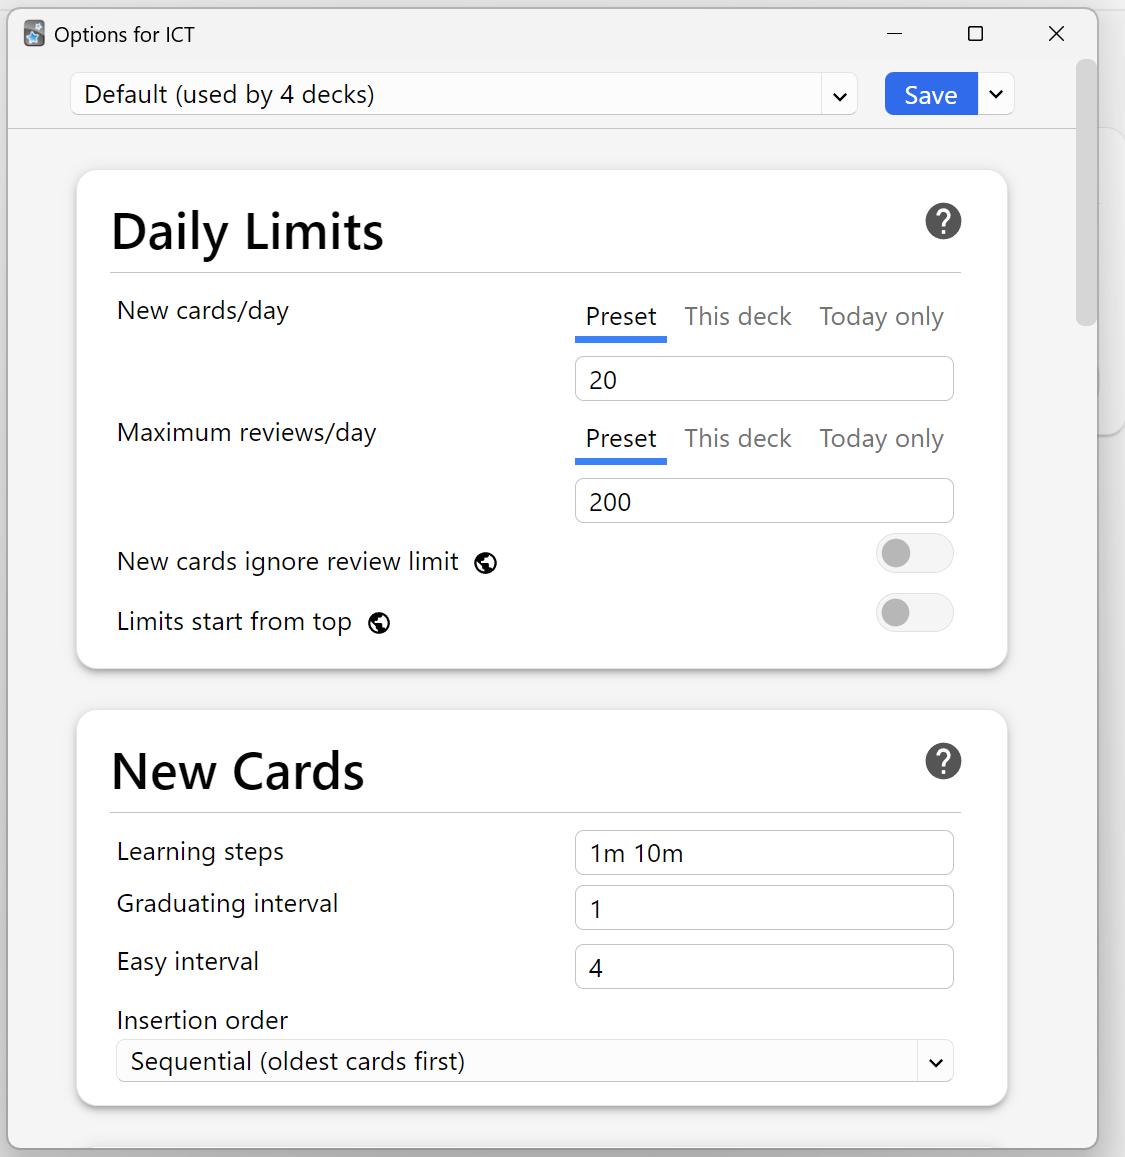 Options for ICT
Default (used by 4 decks)
Save
Daily Limits
?
New cards/day
Preset This deck Today only
20
Maximum reviews/day
Preset This deck Today only
200
New cards ignore review limit
Limits start from top
New Cards
?
Learning steps
1m 10m
Graduating interval
1
Easy interval
4
Insertion order
Sequential (oldest cards first)